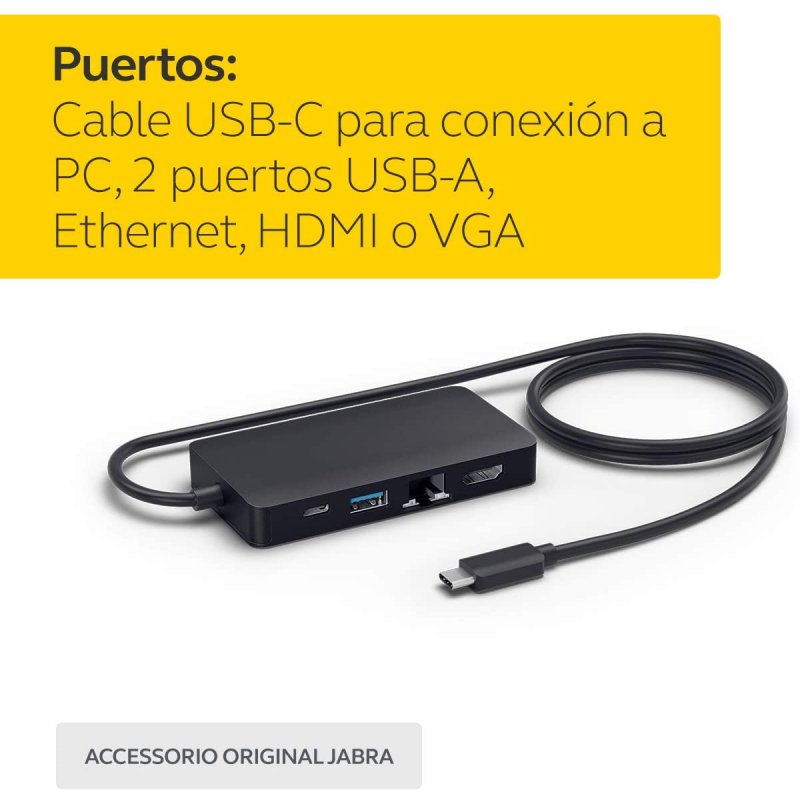 Puertos:
Cable USB-C para conexión a
PC, 2 puertos USB-A,
Ethernet, HDMI o VGA
ACCESSORIO ORIGINAL JABRA